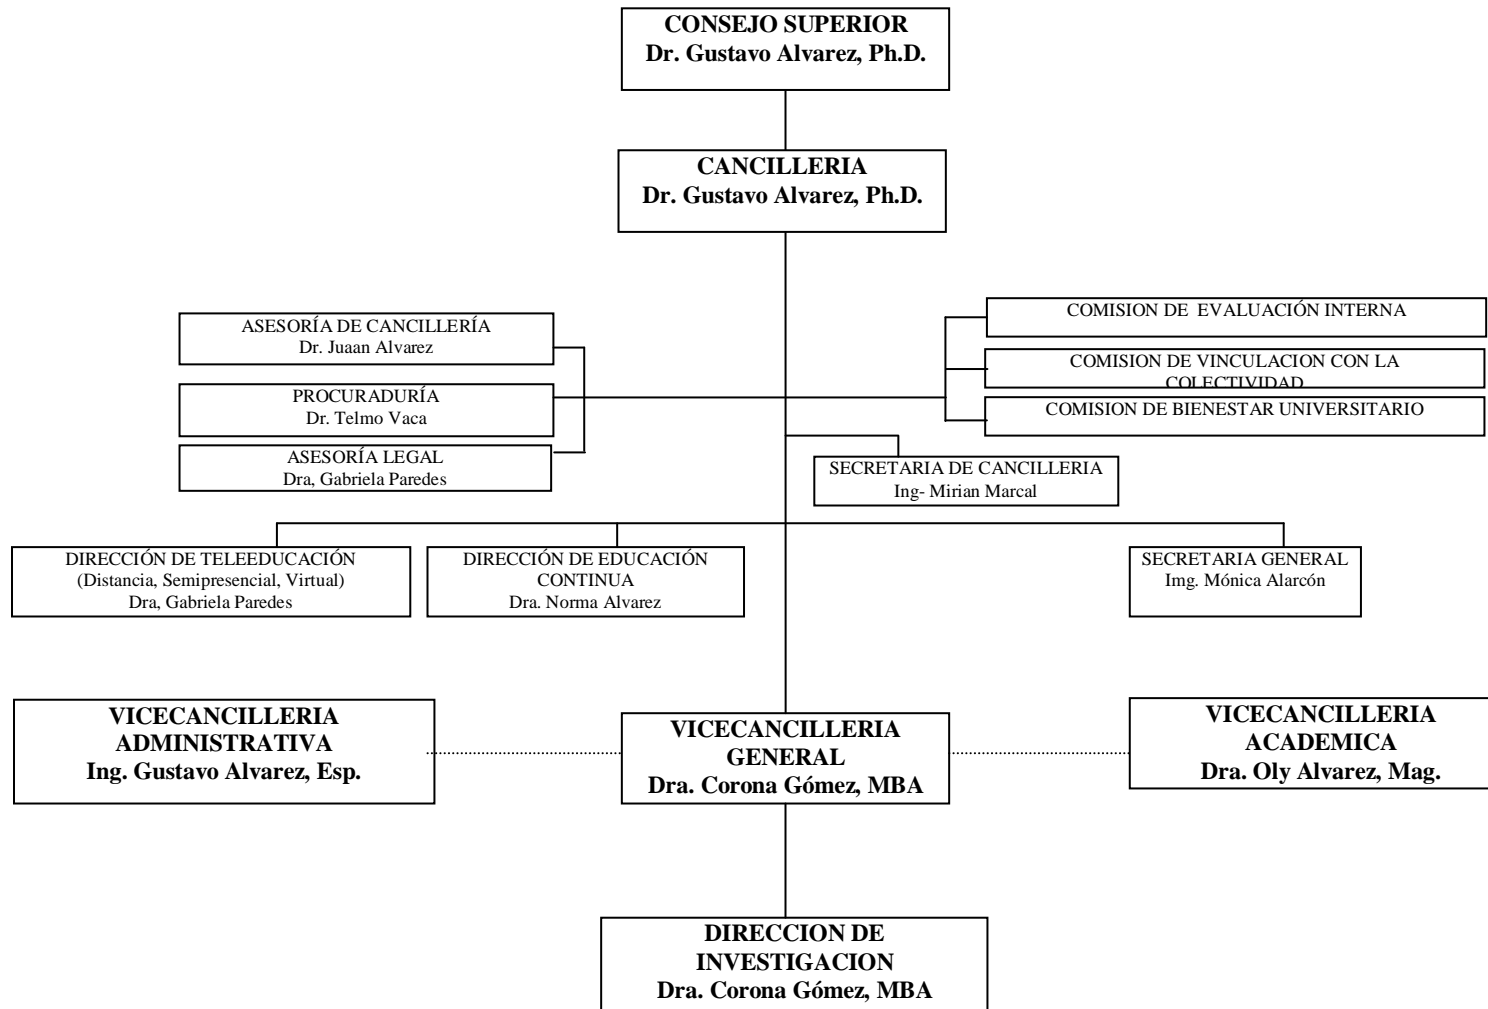 CONSEJO SUPERIOR
Dr. Gustavo Alvarez, Ph.D.
CANCILLERIA
Dr. Gustavo Alvarez, Ph.D.
ASESORÍA DE CANCILLERÍA
Dr. Juaan Alvarez
PROCURADURÍA
Dr. Telmo Vaca
ASESORÍA LEGAL
Dra, Gabriela Paredes
COMISION DE EVALUACIÓN INTERNA
COMISION DE VINCULACION CON LA
COLECTIVIDAD
COMISION DE BIENESTAR UNIVERSITARIO
SECRETARIA DE CANCILLERIA
Ing- Mirian Marcal
DIRECCIÓN DE TELEEDUCACIÓN
(Distancia, Semipresencial, Virtual)
Dra, Gabriela Paredes
DIRECCIÓN DE EDUCACIÓN
CONTINUA
Dra. Norma Alvarez
SECRETARIA GENERAL
Img. Mónica Alarcón
VICECANCILLERIA
ADMINISTRATIVA
Ing. Gustavo Alvarez, Esp.
VICECANCILLERIA
GENERAL
Dra. Corona Gómez, MBA
VICECANCILLERIA
ACADEMICA
Dra. Oly Alvarez, Mag.
DIRECCION DE
INVESTIGACION
Dra. Corona Gómez, MBA